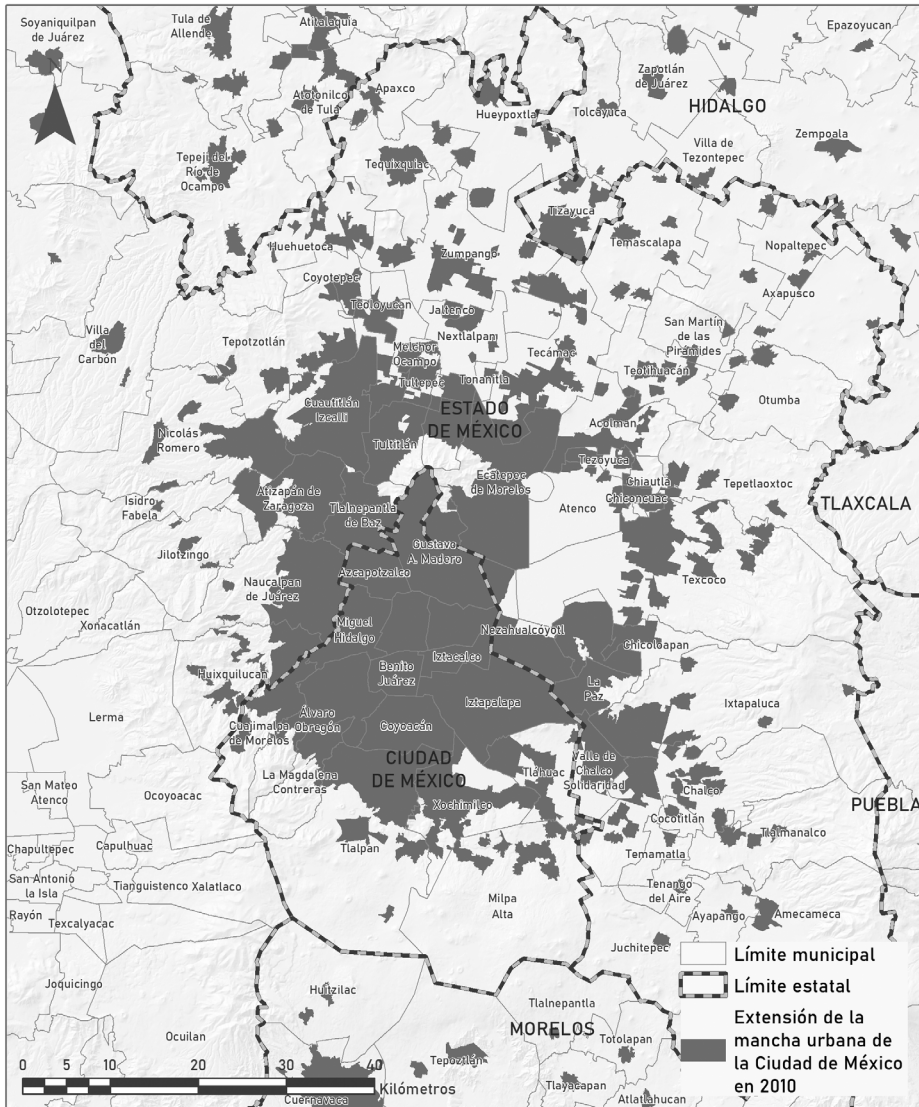 Soyaniquilpan
de Juárez
Tula de
Allende
Atitalaquia
Epazoyucan
Atotonilco
de Tula
Apaxco
Hueypoxtla
Zapotlán
de Juárez
Tolcayuca
HIDALGO
Villa de
Tezontepec
Zempoala
Tepeji del
Río de
Ocampo
Tequixquiac
Tizayuca
Temascalapa
Huehuetoca
Zumpango
Nopaltepec
Coyotepec
Axapusco
Teoloyucan
Jaltenco
Nextlalpam
San Martín
de las
Pirámides
Villa
del
Carbón
Tepotzotlán
Melchor
Ocampo
Tecámac
Teotihuacán
Tultepec
Tonanitla
Otumba
Cuautitlán
Izcalli
ESTADO
DE MÉXICO
Acolman
Nicolás
Romero
Tultitlán
Tezoyuca
Ecatepec
de Morelos
Chiautla
Chiconcuac
Tepetlaoxtoc
Atizapán de
Zaragoza
Isidro
Fabela
Tlalnepantla
de Baz
Atenco
TLAXCALA
Jilotzingo
Gustavo
A. Madero
Azcapotzalco
Texcoco
Naucalpan
de Juárez
Otzolotepec
Xonacatlán
Miguel
Hidalgo
Nezahualcóyotl
Chicoloapan
Iztacalco
Benito
Juárez
Huixquilucan
La
Paz
Iztapalapa
Ixtapaluca
Lerma
Cuajimalpa
de Morelos
Álvaro
Obregón
Coyoacán
CIUDAD
DE MÉXICO
La Magdalena
Contreras
Tláhuac
Valle de
Chalco
Solidaridad
San Mateo
Atenco
Ocoyoacac
Xochimilco
Chalco
PUEBLA
Cocotitlán
Tlalmanalco
Tlalpan
Temamatla
Chapultepec
Capulhuac
San Antonio
la Isla
Tianguistenco
Xalatlaco
Tenango
del Aire
Milpa
Alta
Ayapango
Amecameca
Rayón
Texcalyacac
Juchitepec
Joquicingo
Huitzilac
Tlalnepantla
MORELOS
Ocuilan
Totolapan
Tepoztlán
Tlayacapan
Atlatlahucan
Cuernavaca
Límite municipal
Límite estatal
Extensión de la
mancha urbana de
la Ciudad de México
en 2010
0 5 10 20 30 40
Kilómetros